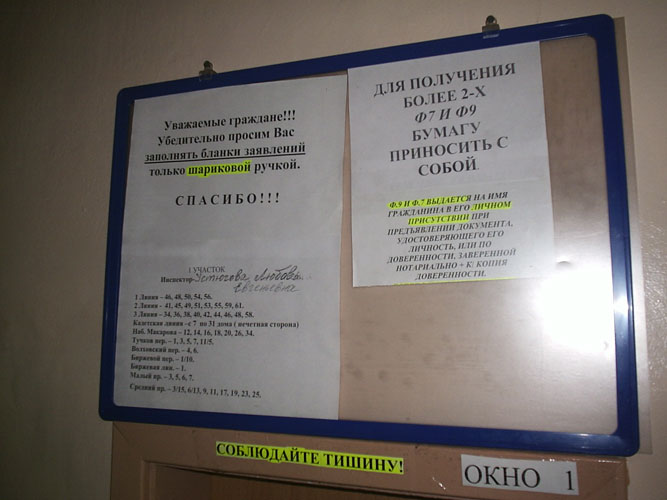 Уважаемые граждане!!!
Убедительно просим Вас
заполнять бланки заявлений
только шариковой ручкой.
СПАСИБО!!!
1 УЧАСТОК
Инспектор- Устюгова Любовь
Евгеньевна
1 Линия - 46, 48, 50, 54, 56.
2 Линия - 41, 45, 49, 51, 53, 55, 59, 61.
3 Линия - 34, 36, 38, 40, 42, 44, 46, 48, 58.
Кадетская линия - с 7 по 31 дома ( нечетная сторона)
Наб. Макарова - 12, 14, 16, 18, 20, 26, 34.
Тучков пер. - 1, 3, 5, 7, 11/5.
Волховский пер. - 4, 6.
Биржевой пер. - 1/10.
Биржевая лин. - 1.
Малый пр. - 3, 5, 6, 7.
Средний пр. - 3/15, 6/13, 9, 11, 17, 19, 23, 25.
ДЛЯ ПОЛУЧЕНИЯ
БОЛЕЕ 2-Х
Ф7 И Ф9
БУМАГУ
ПРИНОСИТЬ С
СОБОЙ.
Ф.9 И Ф.7 ВЫДАЕТСЯ НА ИМЯ
ГРАЖДАНИНА В ЕГО ЛИЧНОМ
ПРИСУТСТВИИ ПРИ
ПРЕДЪЯВЛЕНИИ ДОКУМЕНТА,
УДОСТОВЕРЯЮЩЕГО ЕГО
ЛИЧНОСТЬ, ИЛИ ПО
ДОВЕРЕННОСТИ, ЗАВЕРЕННОЙ
НОТАРИАЛЬНО + К/ КОПИЯ
ДОВЕРЕННОСТИ.
СОБЛЮДАЙТЕ ТИШИНУ!
ОКНО 1